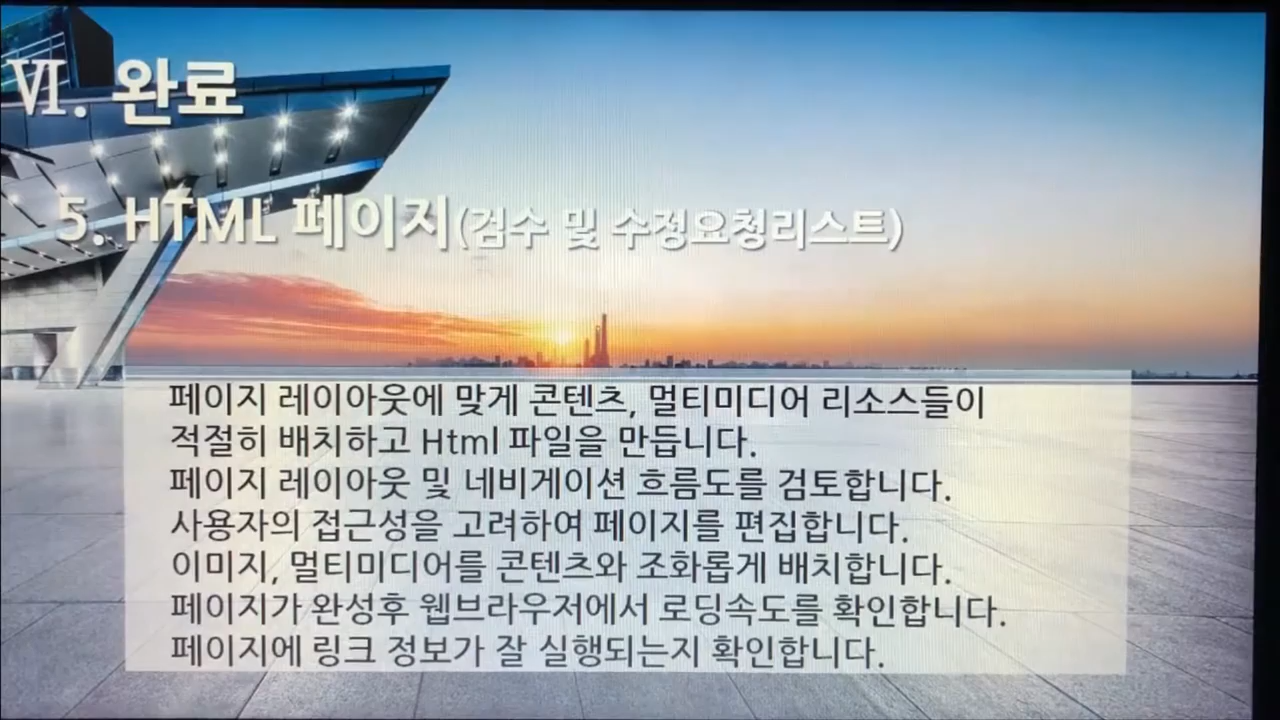 Ⅵ. 완료
5. HTML 페이지(검수 및 수정요청리스트)
페이지 레이아웃에 맞게 콘텐츠, 멀티미디어 리소스들이
적절히 배치하고 Html 파일을 만듭니다.
페이지 레이아웃 및 네비게이션 흐름도를 검토합니다.
사용자의 접근성을 고려하여 페이지를 편집합니다.
이미지, 멀티미디어를 콘텐츠와 조화롭게 배치합니다.
페이지가 완성후 웹브라우저에서 로딩속도를 확인합니다.
페이지에 링크 정보가 잘 실행되는지 확인합니다.